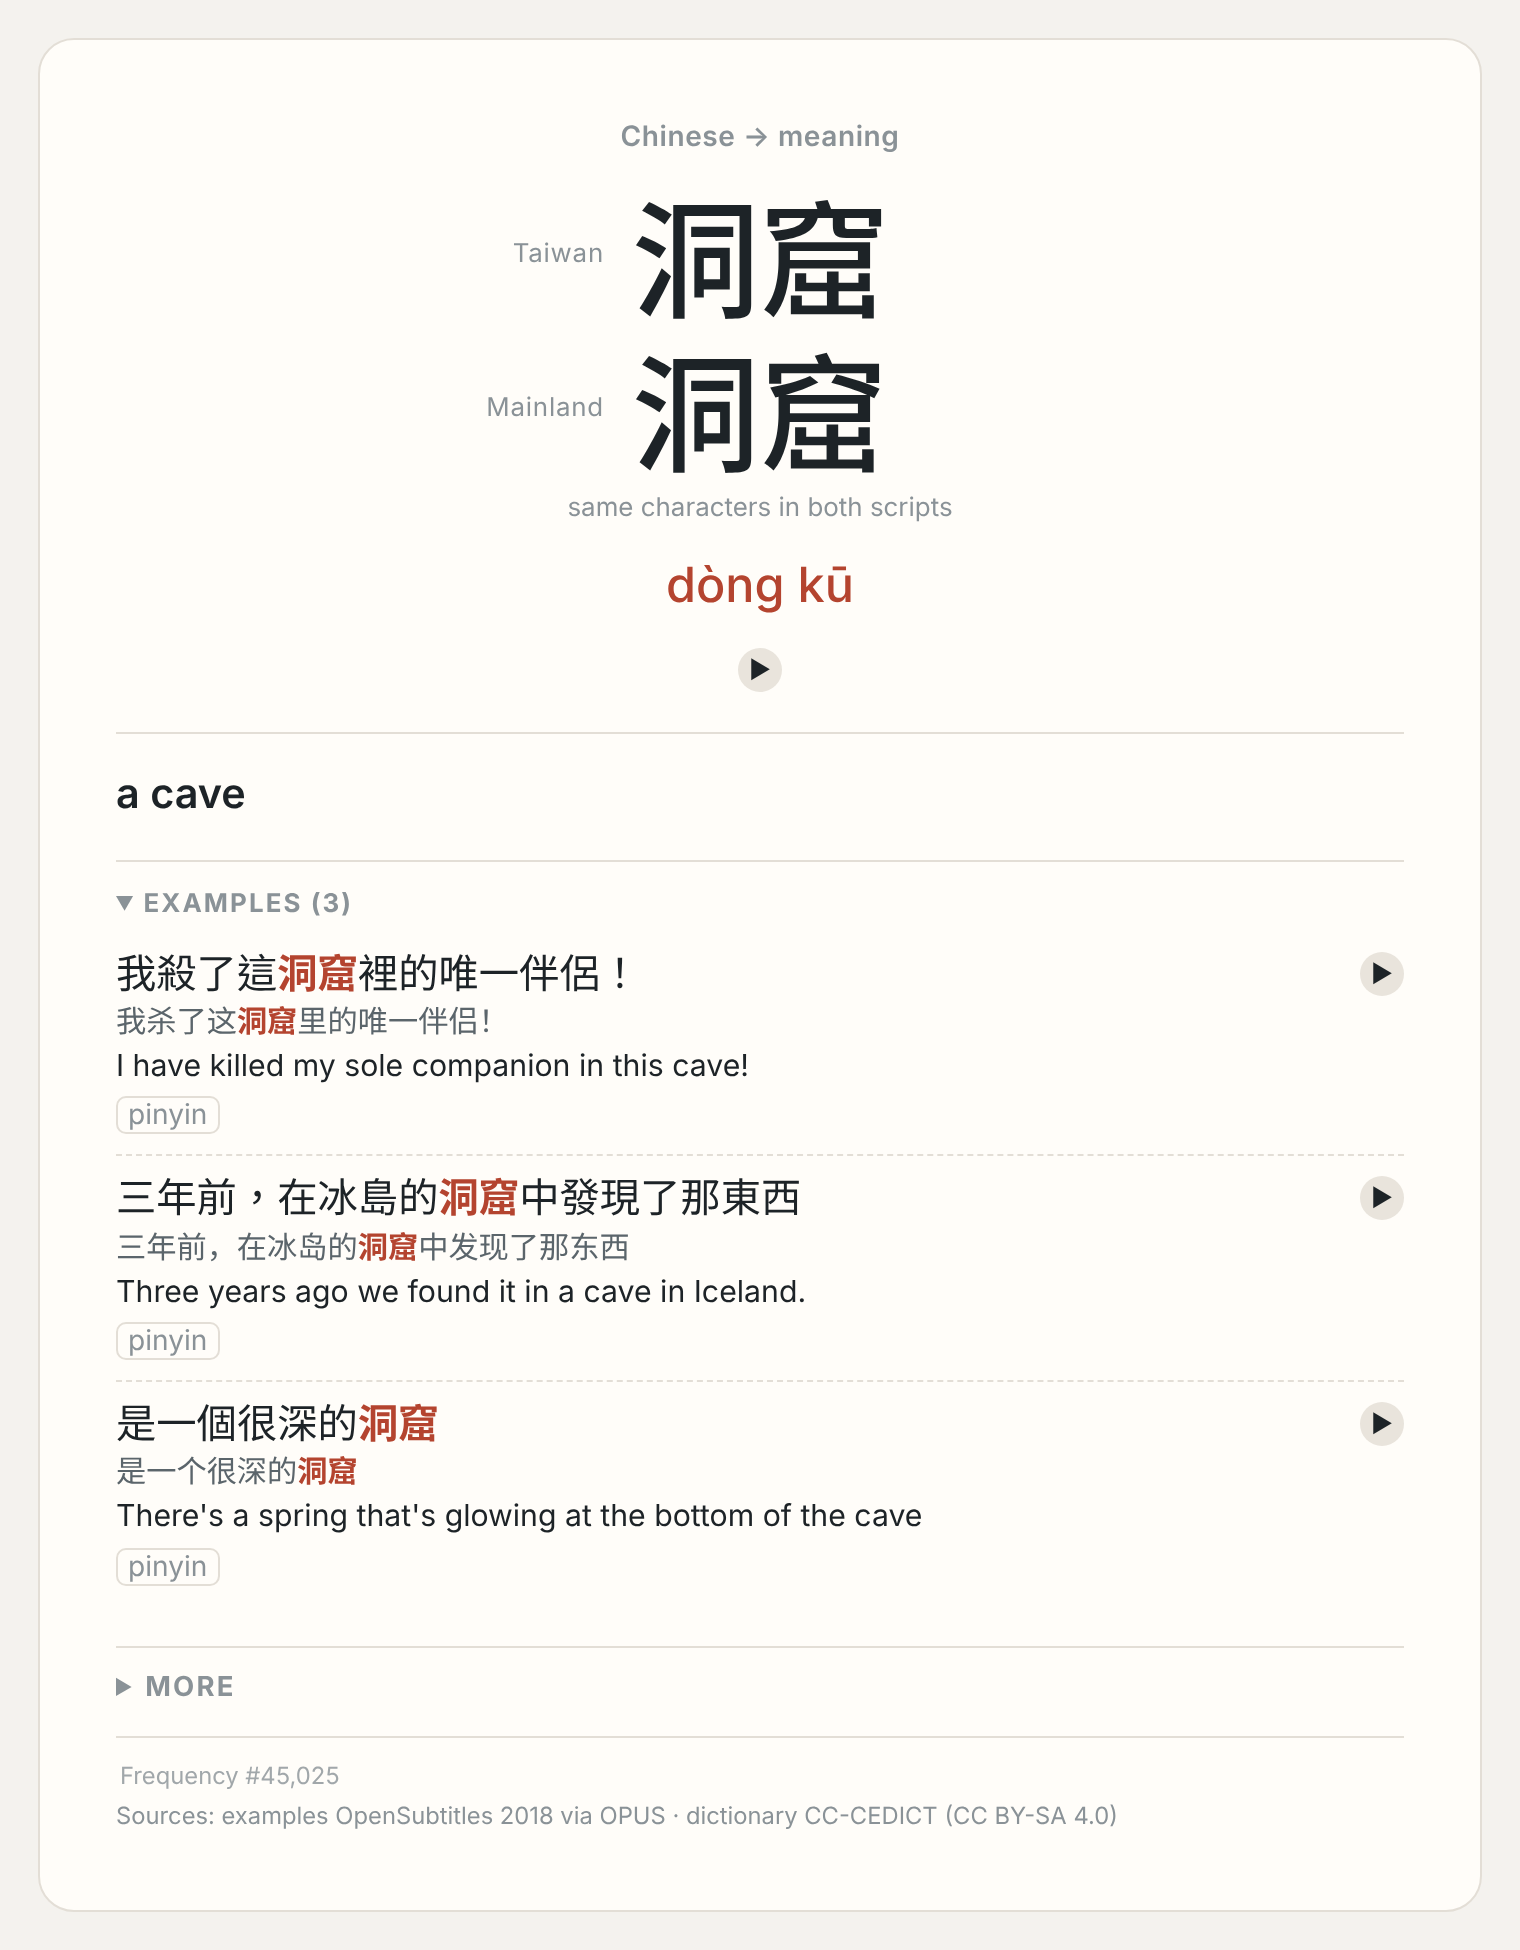 Chinese → meaning
Taiwan 洞窟
Mainland 洞窟
same characters in both scripts
dòng kū
a cave
EXAMPLES (3)
我殺了這洞窟裡的唯一伴侶！
我杀了这洞窟里的唯一伴侣！
I have killed my sole companion in this cave!
pinyin
三年前，在冰島的洞窟中發現了那東西
三年前，在冰岛的洞窟中发现了那东西
Three years ago we found it in a cave in Iceland.
pinyin
是一個很深的洞窟
是一个很深的洞窟
There's a spring that's glowing at the bottom of the cave
pinyin
MORE
Frequency #45,025
Sources: examples OpenSubtitles 2018 via OPUS · dictionary CC-CEDICT (CC BY-SA 4.0)